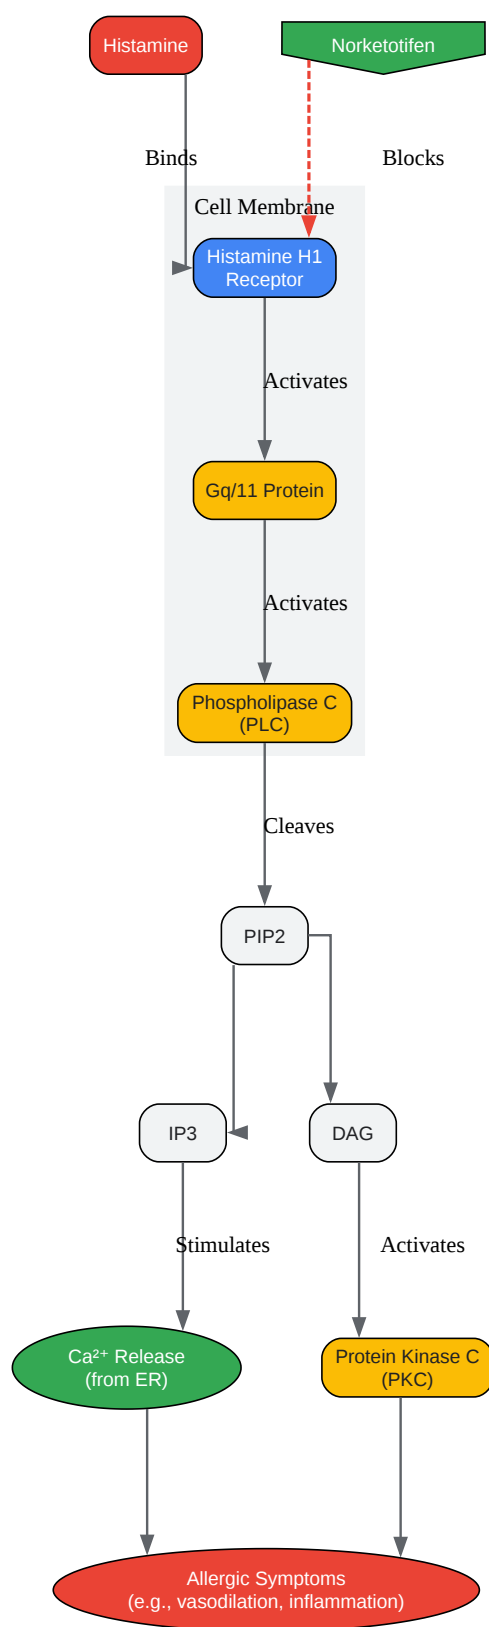 Histamine
Norketotifen
Binds
Blocks
Cell Membrane
Histamine H1
Receptor
Activates
Gq/11 Protein
Activates
Phospholipase C
(PLC)
Cleaves
PIP2
IP3
DAG
Stimulates
Activates
Ca²⁺ Release
(from ER)
Protein Kinase C
(PKC)
Allergic Symptoms
(e.g., vasodilation, inflammation)